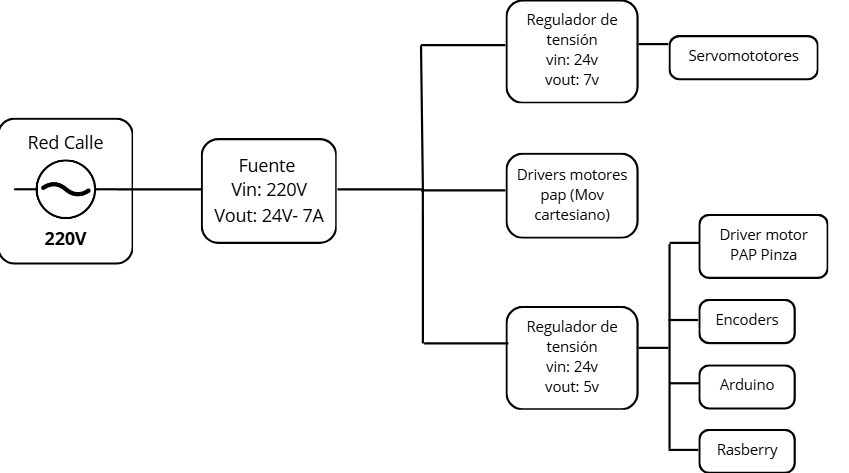 Red Calle
220V
Fuente
Vin: 220V
Vout: 24V- 7A
Regulador de
tensión
vin: 24v
vout: 7v
Servomototores
Drivers motores
pap (Mov
cartesiano)
Regulador de
tensión
vin: 24v
vout: 5v
Driver motor
PAP Pinza
Encoders
Arduino
Rasberry